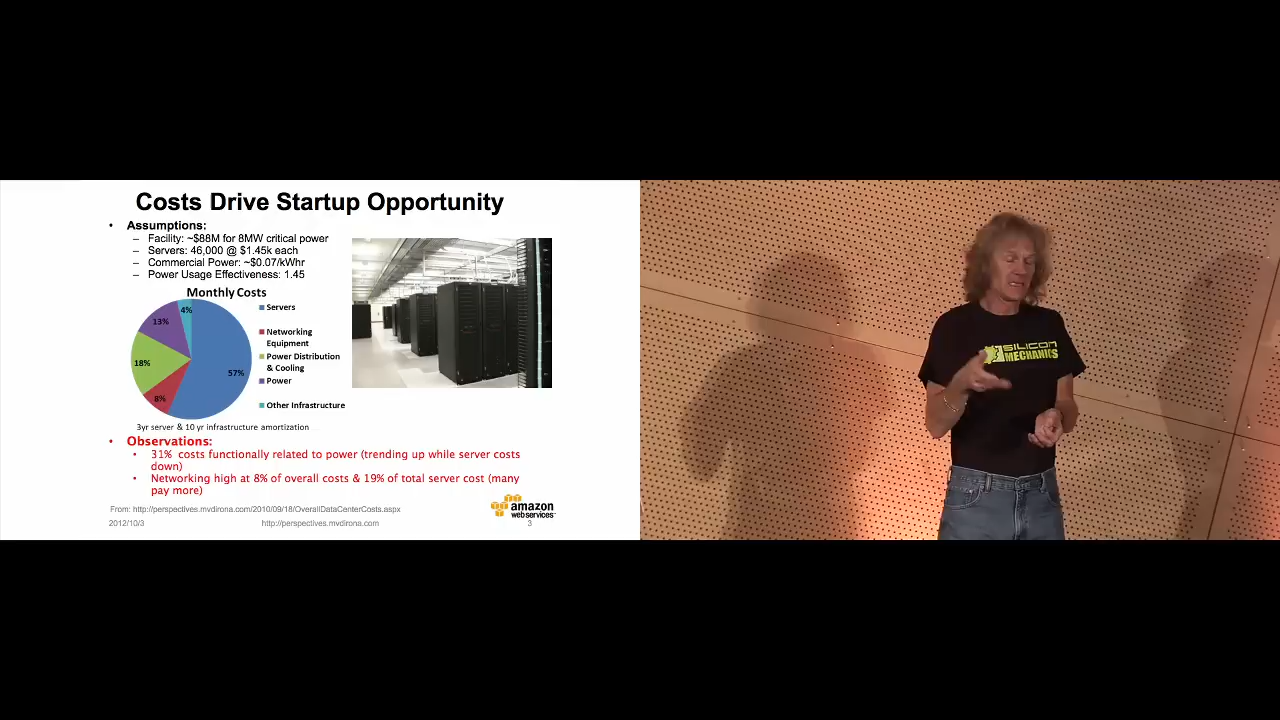 Costs Drive Startup Opportunity
• Assumptions:
– Facility: ~$88M for 8MW critical power
– Servers: 46,000 @ $1.45k each
– Commercial Power: ~$0.07/kWhr
– Power Usage Effectiveness: 1.45
Monthly Costs
4%
13%
18%
8%
57%
Servers
Networking
Equipment
Power Distribution
& Cooling
Power
Other Infrastructure
3yr server & 10 yr infrastructure amortization
• Observations:
• 31% costs functionally related to power (trending up while server costs
down)
• Networking high at 8% of overall costs & 19% of total server cost (many
pay more)
From: http://perspectives.mvdirona.com/2010/09/18/OverallDataCenterCosts.aspx
2012/10/3
http://perspectives.mvdirona.com
3
amazon
web services
SILICON
MECHANICS